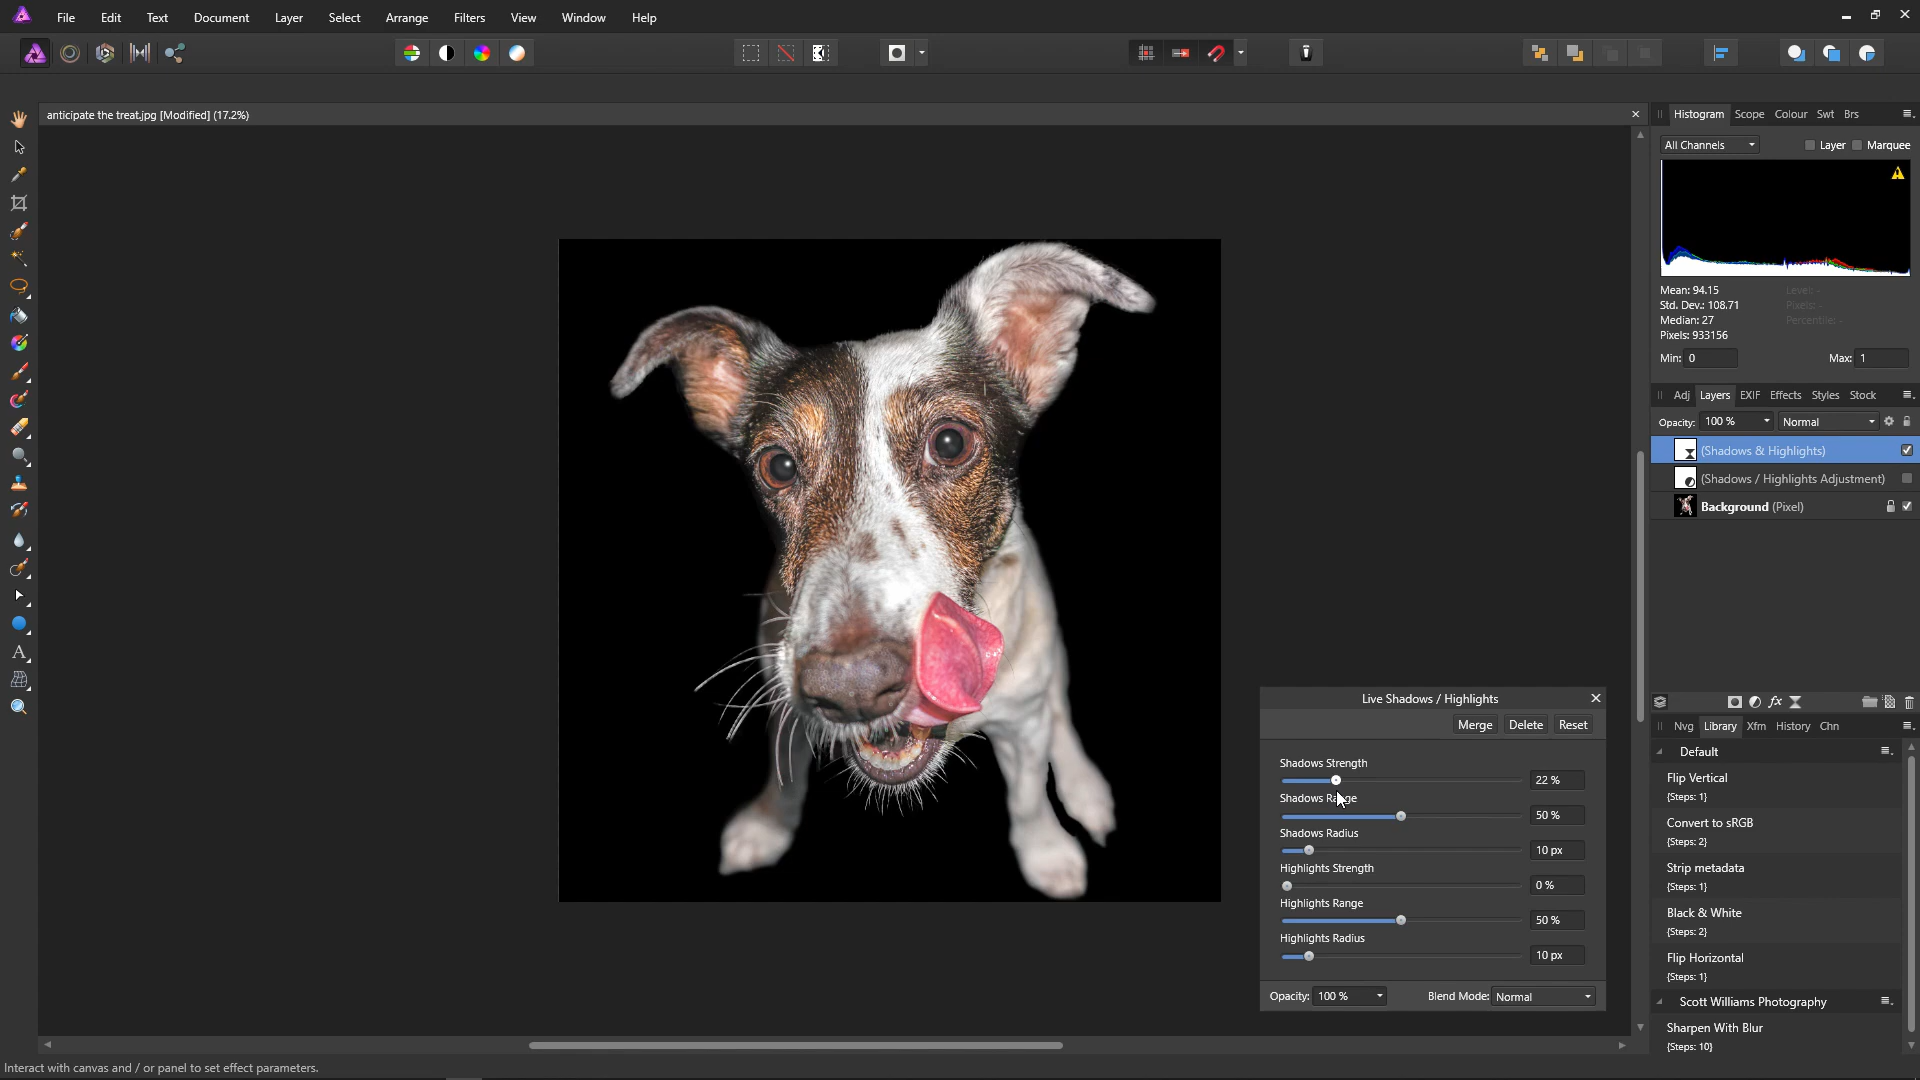 File Edit Text Document Layer Select Arrange Filters View Window Help
anticipate the treat.jpg [Modified] (17.2%)
Histogram Scope Colour Swt Brs
All Channels Layer Marquee
Mean: 94.15 Level: -
Std. Dev.: 108.71 Pixels: -
Median: 27 Percentile: -
Pixels: 933156
Min: 0 Max: 1
Adj Layers EXIF Effects Styles Stock
Opacity: 100 % Normal
(Shadows & Highlights)
(Shadows / Highlights Adjustment)
Background (Pixel)
Live Shadows / Highlights
Merge Delete Reset
Shadows Strength
22 %
Shadows Range
50 %
Shadows Radius
10 px
Highlights Strength
0 %
Highlights Range
50 %
Highlights Radius
10 px
Opacity: 100 % Blend Mode: Normal
Nvg Library Xfm History Chn
Default
Flip Vertical
{Steps: 1}
Convert to sRGB
{Steps: 2}
Strip metadata
{Steps: 1}
Black & White
{Steps: 2}
Flip Horizontal
{Steps: 1}
Scott Williams Photography
Sharpen With Blur
{Steps: 10}
Interact with canvas and / or panel to set effect parameters.